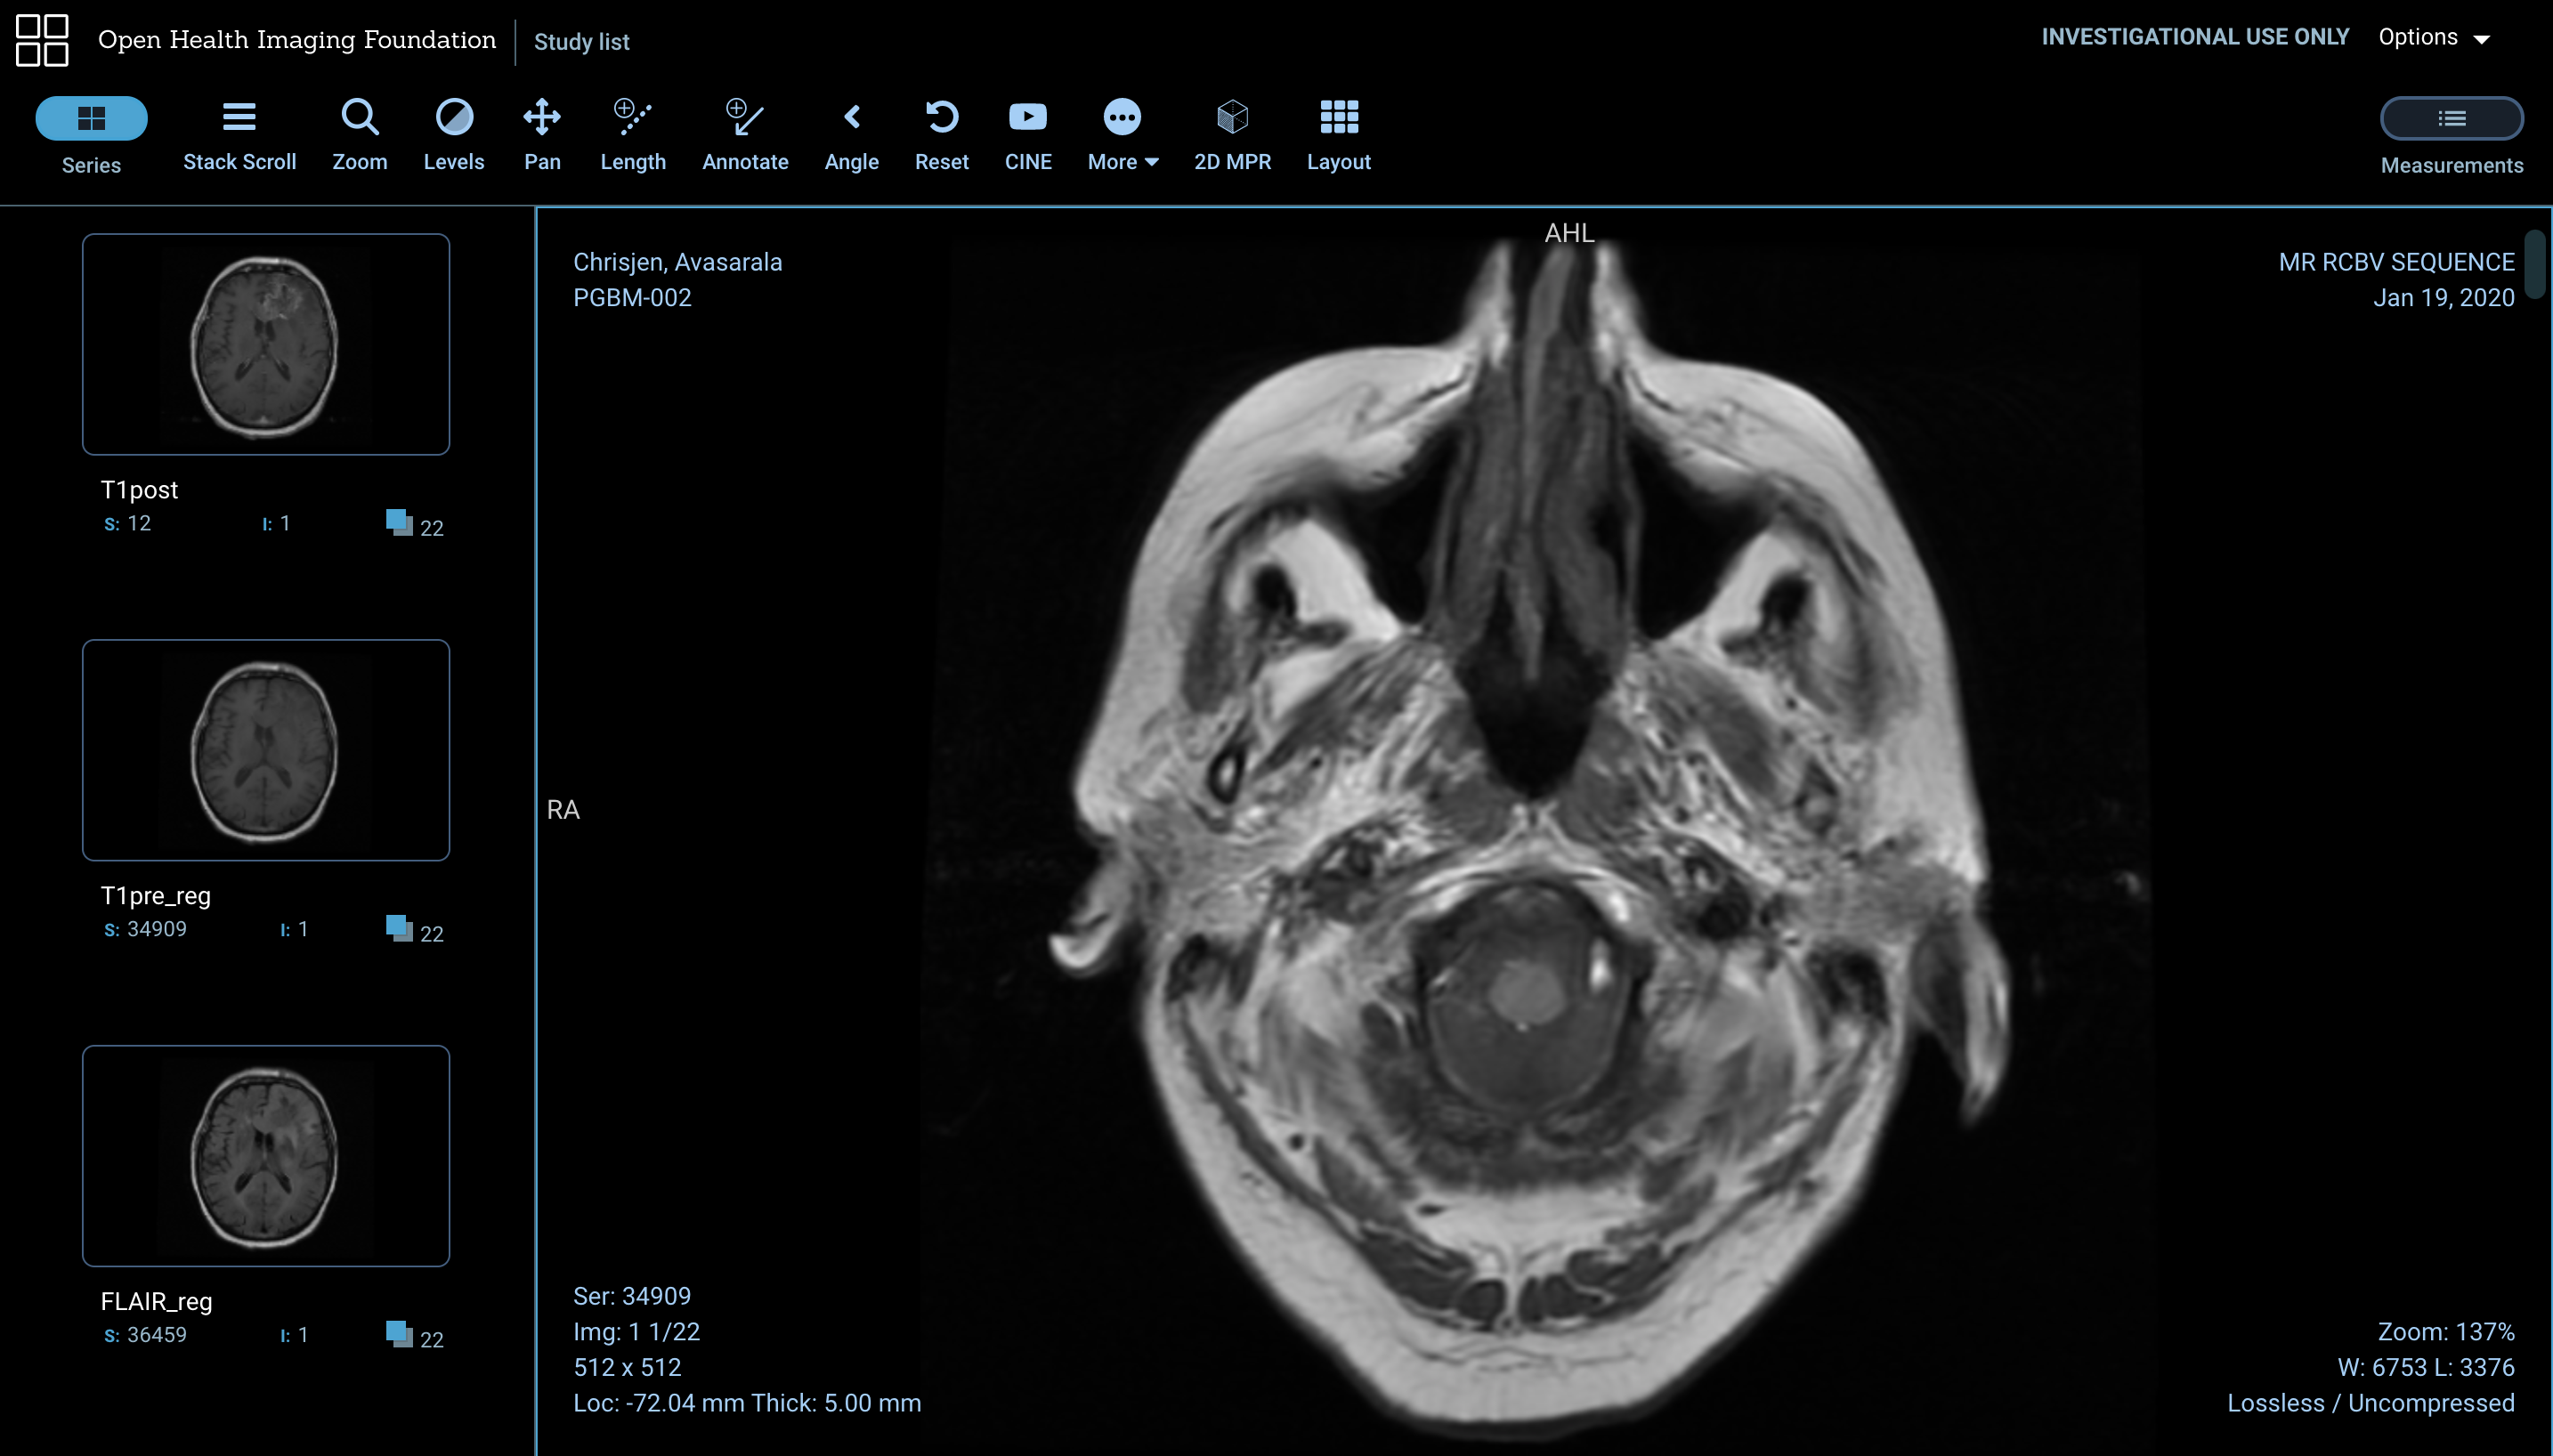 Open Health Imaging Foundation
Study list
INVESTIGATIONAL USE ONLY
Options
Series
Stack Scroll
Zoom
Levels
Pan
Length
Annotate
Angle
Reset
CINE
More
2D MPR
Layout
Measurements
T1post
S: 12 I: 1 22
T1pre_reg
S: 34909 I: 1 22
FLAIR_reg
S: 36459 I: 1 22
AHL
Chrisjen, Avasarala
PGBM-002
MR RCBV SEQUENCE
Jan 19, 2020
RA
Ser: 34909
Img: 1 1/22
512 x 512
Loc: -72.04 mm Thick: 5.00 mm
Zoom: 137%
W: 6753 L: 3376
Lossless / Uncompressed